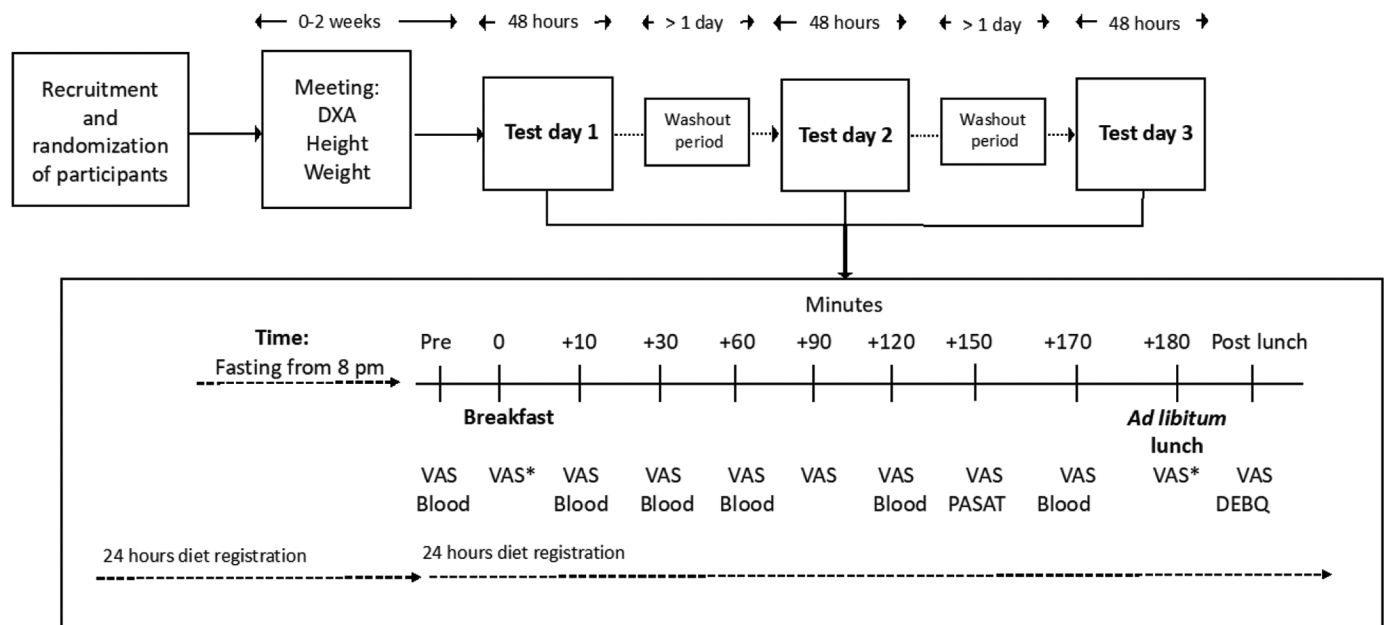 0-2 weeks 48 hours > 1 day 48 hours > 1 day 48 hours
Recruitment
and
randomization
of participants
Meeting:
DXA
Height
Weight
Test day 1
Washout
period
Test day 2
Washout
period
Test day 3
Minutes
Time: Pre 0 +10 +30 +60 +90 +120 +150 +170 +180 Post lunch
Fasting from 8 pm
Breakfast Ad libitum
lunch
VAS VAS* VAS VAS VAS VAS VAS VAS VAS VAS* VAS
Blood Blood Blood Blood Blood PASAT Blood DEBQ
24 hours diet registration 24 hours diet registration